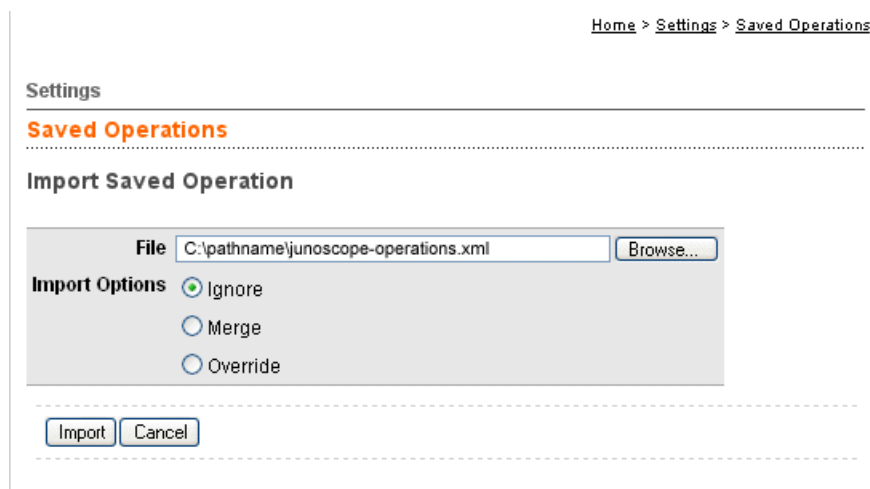 Home > Settings > Saved Operations
Settings
Saved Operations
Import Saved Operation
File C:\pathname\junoscope-operations.xml Browse...
Import Options Ignore
Merge
Override
Import Cancel